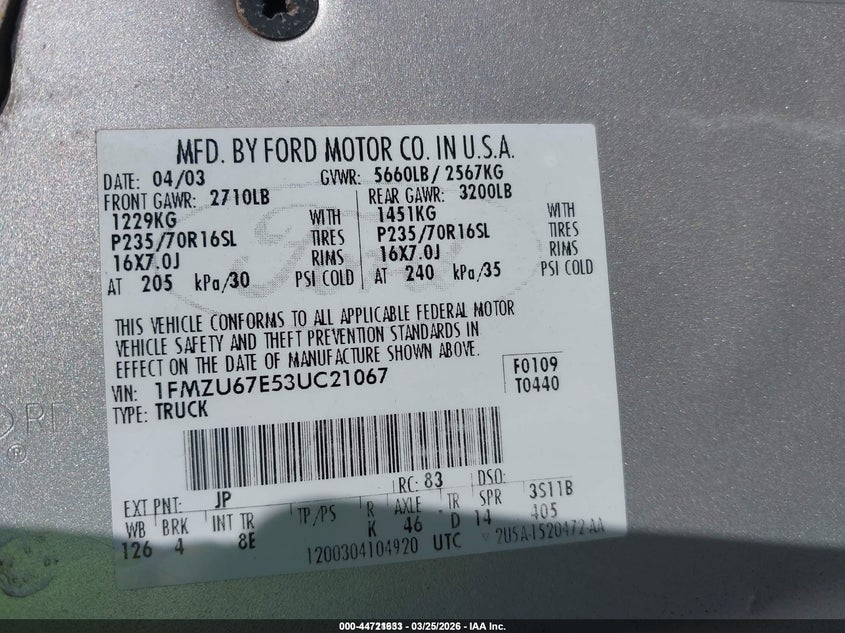 MFD. BY FORD MOTOR CO. IN U.S.A.
DATE: 04/03 GVWR: 5660LB/ 2567KG
FRONT GAWR: 2710LB REAR GAWR: 3200LB
1229KG WITH 1451KG WITH
P235/70R16SL TIRES P235/70R16SL TIRES
16X7.0J RIMS 16X7.0J RIMS
AT 205 kPa/30 PSI COLD AT 240 kPa/35 PSI COLD
THIS VEHICLE CONFORMS TO ALL APPLICABLE FEDERAL MOTOR
VEHICLE SAFETY AND THEFT PREVENTION STANDARDS IN
EFFECT ON THE DATE OF MANUFACTURE SHOWN ABOVE.
VIN: 1FMZU67E53UC21067 F0109
TYPE: TRUCK T0440
EXT PNT: JP RC: 83 DSO:
WB BRK INT TR TP/PS R AXLE TR SPR 3S11B
126 4 8E K 46 D 14 405
1200304104920 UTC 2U5A-1520472-AA
Ford
RD
®
03/25/2026 - IAA Inc.